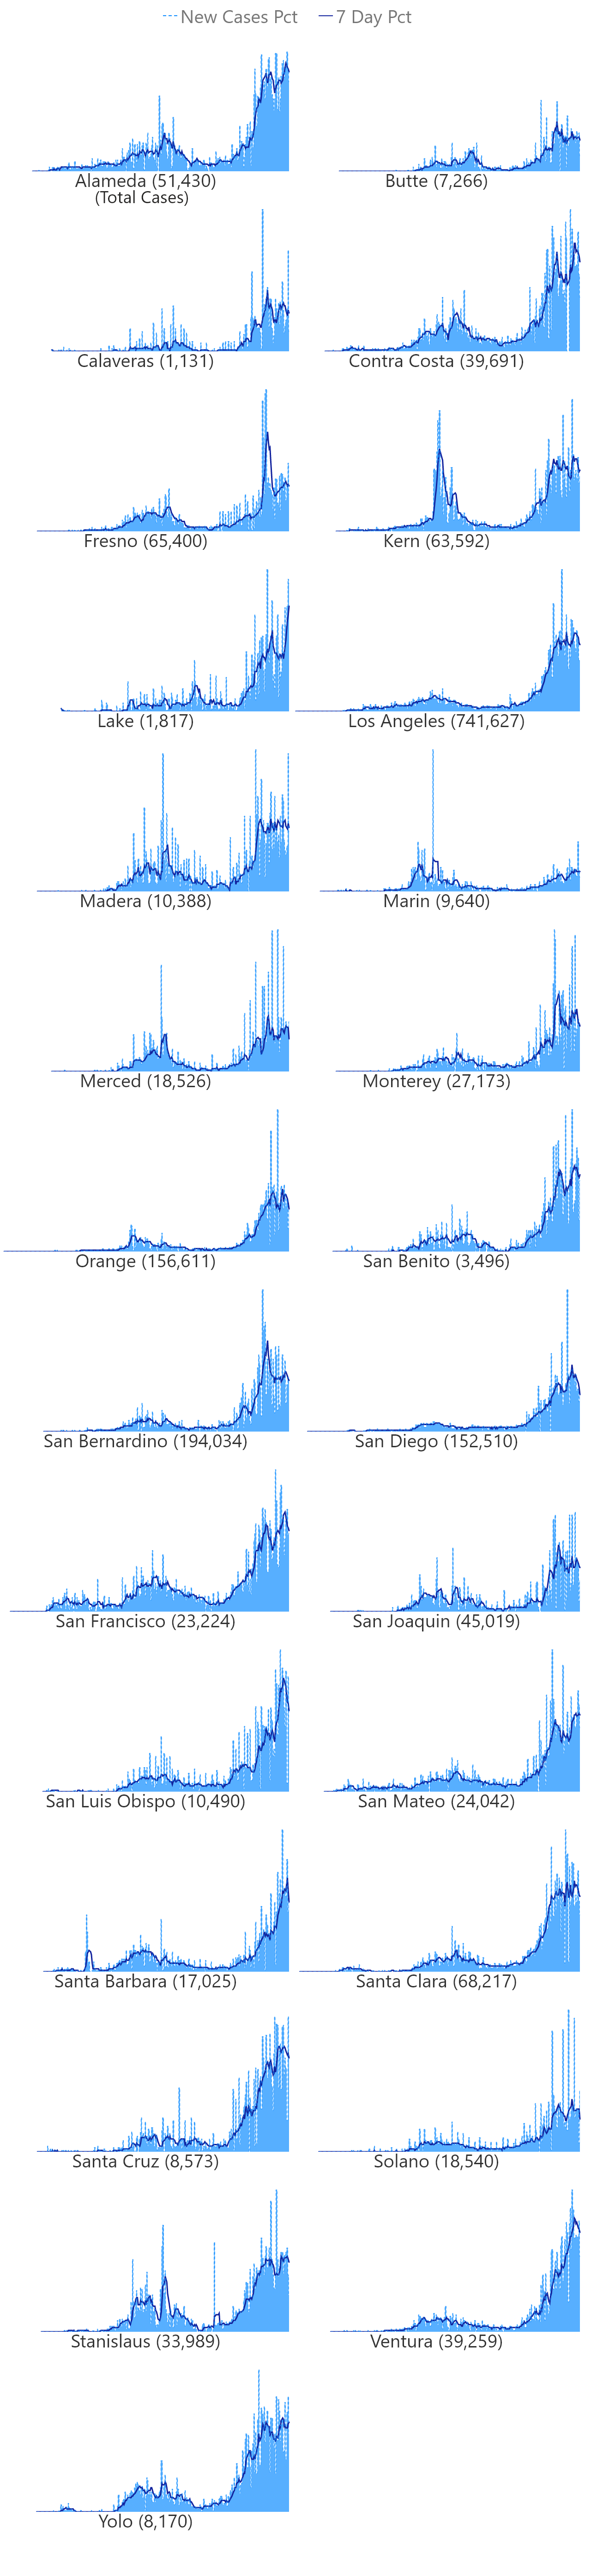 New Cases Pct 7 Day Pct
Alameda (51,430) Butte (7,266)
(Total Cases)
Calaveras (1,131) Contra Costa (39,691)
Fresno (65,400) Kern (63,592)
Lake (1,817) Los Angeles (741,627)
Madera (10,388) Marin (9,640)
Merced (18,526) Monterey (27,173)
Orange (156,611) San Benito (3,496)
San Bernardino (194,034) San Diego (152,510)
San Francisco (23,224) San Joaquin (45,019)
San Luis Obispo (10,490) San Mateo (24,042)
Santa Barbara (17,025) Santa Clara (68,217)
Santa Cruz (8,573) Solano (18,540)
Stanislaus (33,989) Ventura (39,259)
Yolo (8,170)